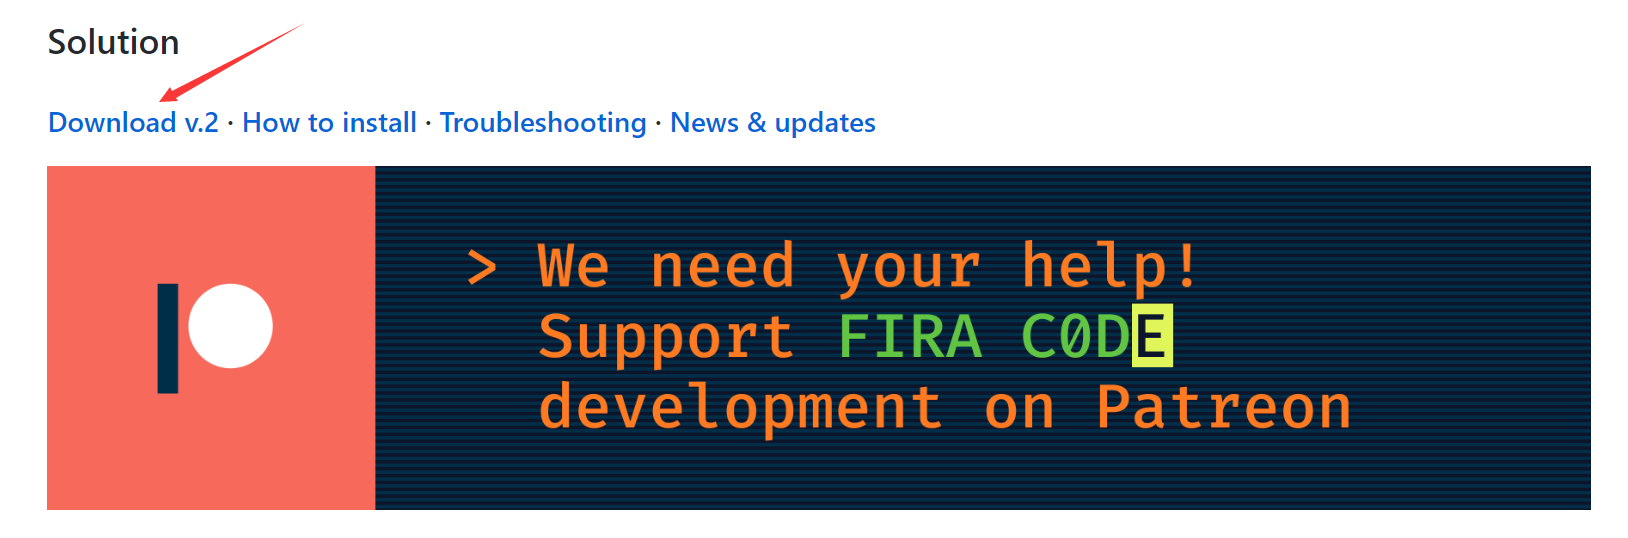 Solution
Download v.2 · How to install · Troubleshooting · News & updates
> We need your help!
Support FIRA C0DE
development on Patreon